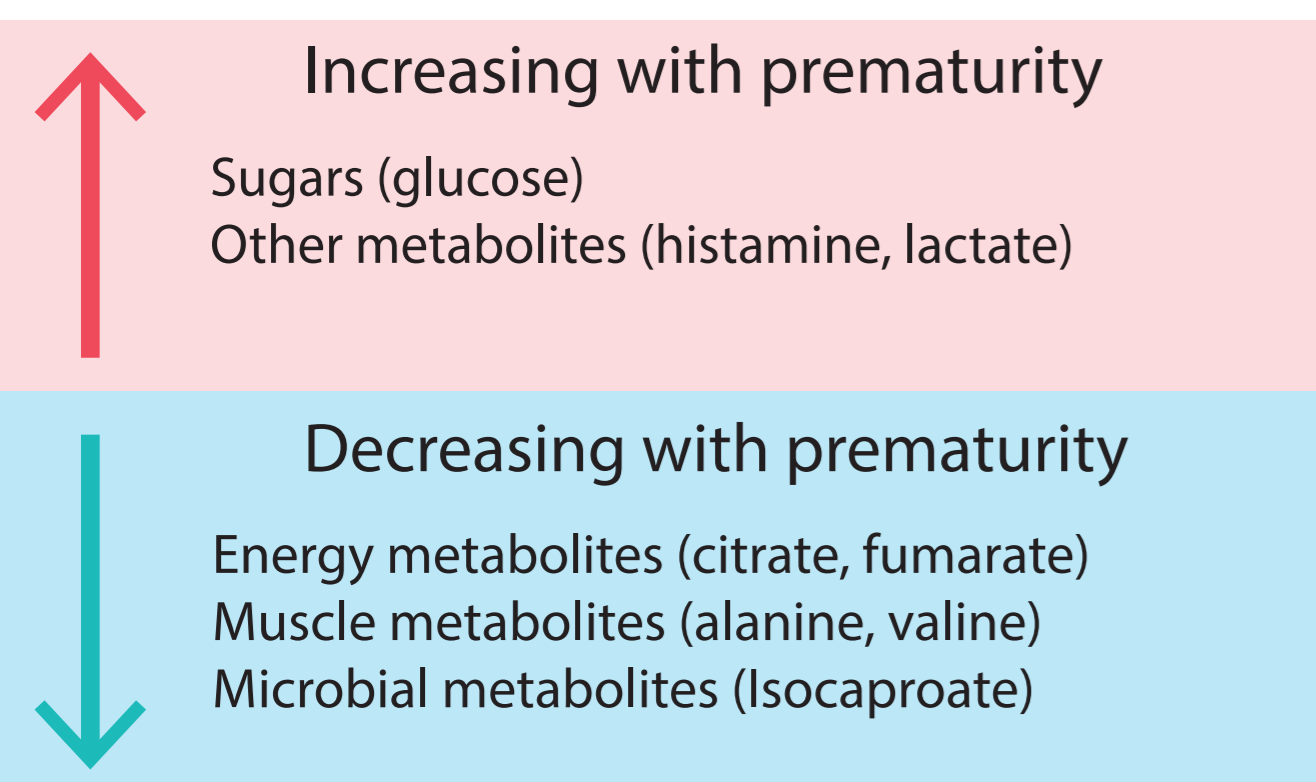 Increasing with prematurity
Sugars (glucose)
Other metabolites (histamine, lactate)
Decreasing with prematurity
Energy metabolites (citrate, fumarate)
Muscle metabolites (alanine, valine)
Microbial metabolites (Isocaproate)